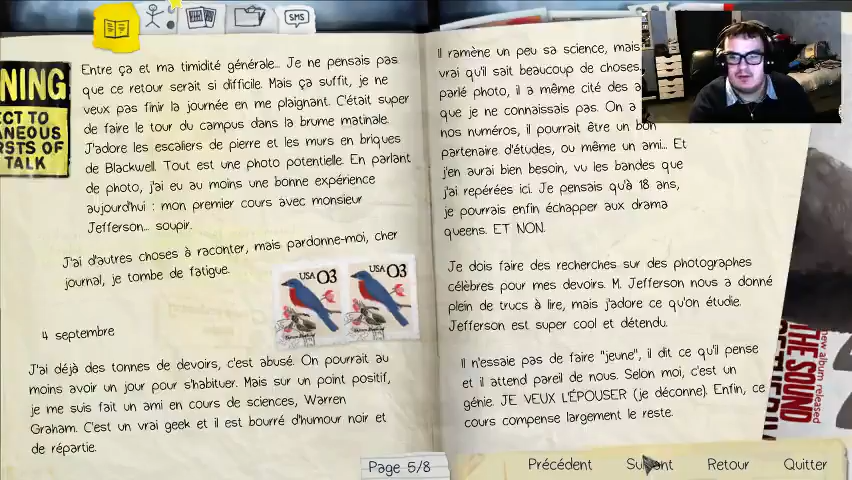 SMS
NING
ECT TO
ANEOUS
RSTS OF
TALK
Entre ça et ma timidité générale... Je ne pensais pas
que ce retour serait si difficile. Mais ça suffit, je ne
veux pas finir la journée en me plaignant. C'était super
de faire le tour du campus dans la brume matinale.
J'adore les escaliers de pierre et les murs en briques
de Blackwell. Tout est une photo potentielle. En parlant
de photo, j'ai eu au moins une bonne expérience
aujourd'hui : mon premier cours avec monsieur
Jefferson... soupir.
J'ai d'autres choses à raconter, mais pardonne-moi, cher
journal, je tombe de fatigue.
USA 03
USA 03
4 septembre
J'ai déjà des tonnes de devoirs, c'est abusé. On pourrait au
moins avoir un jour pour s'habituer. Mais sur un point positif,
je me suis fait un ami en cours de sciences, Warren
Graham. C'est un vrai geek et il est bourré d'humour noir et
de répartie.
Il ramène un peu sa science, mais
vrai qu'il sait beaucoup de choses.
parlé photo, il a même cité des a
que je ne connaissais pas. On a
nos numéros, il pourrait être un bon
partenaire d'études, ou même un ami... Et
j'en aurai bien besoin, vu les bandes que
j'ai repérées ici. Je pensais qu'à 18 ans,
je pourrais enfin échapper aux drama
queens. ET NON.
Je dois faire des recherches sur des photographes
célèbres pour mes devoirs. M. Jefferson nous a donné
plein de trucs à lire, mais j'adore ce qu'on étudie.
Jefferson est super cool et détendu.
Il n'essaie pas de faire "jeune", il dit ce qu'il pense
et il attend pareil de nous. Selon moi, c'est un
génie. JE VEUX L'ÉPOUSER (je déconne). Enfin, ce
cours compense largement le reste.
new album released
THE SOUND
Page 5/8
Précédent
Suivant
Retour
Quitter